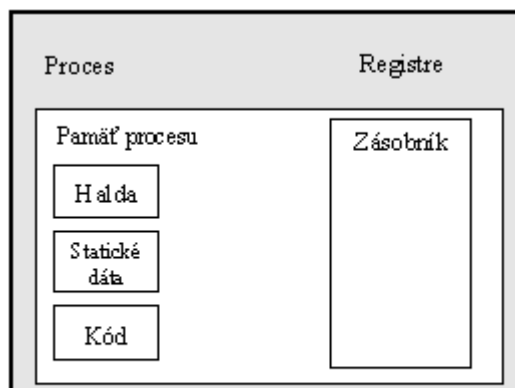 Proces
Registre
Pamäť procesu
Zásobník
Halda
Statické
dáta
Kód